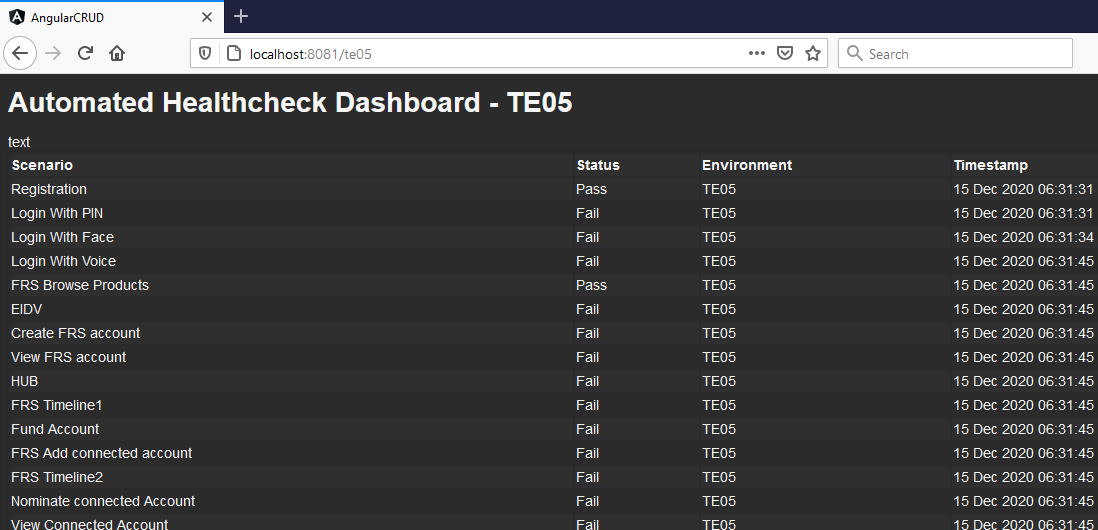 AngularCRUD
localhost:8081/te05
Search
Automated Healthcheck Dashboard - TE05
text
Scenario Status Environment Timestamp
Registration Pass TE05 15 Dec 2020 06:31:31
Login With PIN Fail TE05 15 Dec 2020 06:31:31
Login With Face Fail TE05 15 Dec 2020 06:31:34
Login With Voice Fail TE05 15 Dec 2020 06:31:45
FRS Browse Products Pass TE05 15 Dec 2020 06:31:45
EIDV Fail TE05 15 Dec 2020 06:31:45
Create FRS account Fail TE05 15 Dec 2020 06:31:45
View FRS account Fail TE05 15 Dec 2020 06:31:45
HUB Fail TE05 15 Dec 2020 06:31:45
FRS Timeline1 Fail TE05 15 Dec 2020 06:31:45
Fund Account Fail TE05 15 Dec 2020 06:31:45
FRS Add connected account Fail TE05 15 Dec 2020 06:31:45
FRS Timeline2 Fail TE05 15 Dec 2020 06:31:45
Nominate connected Account Fail TE05 15 Dec 2020 06:31:45
View Connected Account Fail TE05 15 Dec 2020 06:31:45